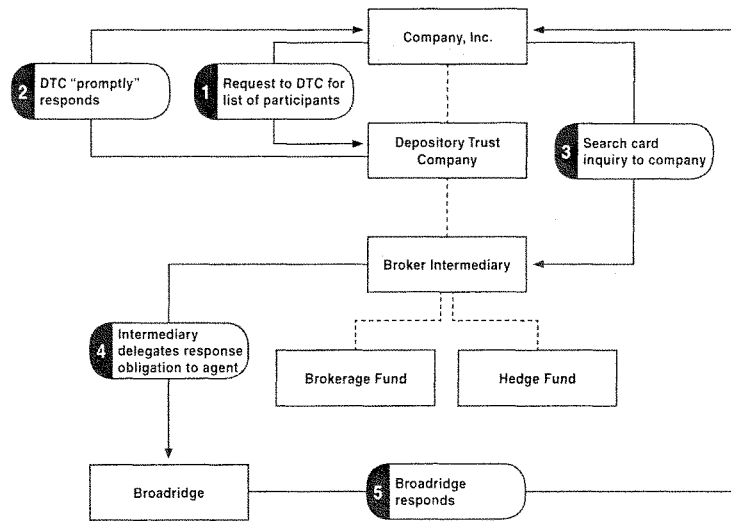 Company, Inc.
2
DTC "promptly"
responds
1
Request to DTC for
list of participants
Depository Trust
Company
3
Search card
inquiry to company
Broker Intermediary
4
Intermediary
delegates response
obligation to agent
Brokerage Fund
Hedge Fund
Broadridge
5
Broadridge
responds